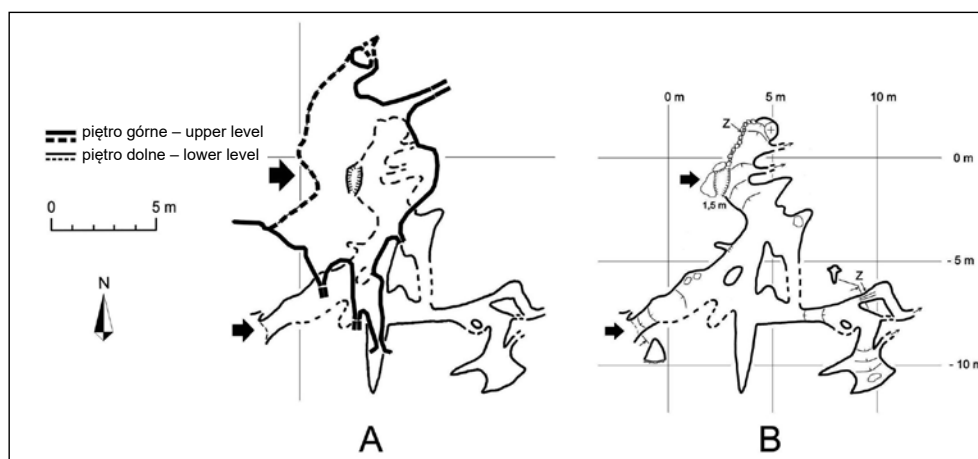 piętro górne – upper level
piętro dolne – lower level
0 5 m
N
A
0 m 5 m 10 m
Z
0 m
1,5 m
- 5 m
Z
- 10 m
B